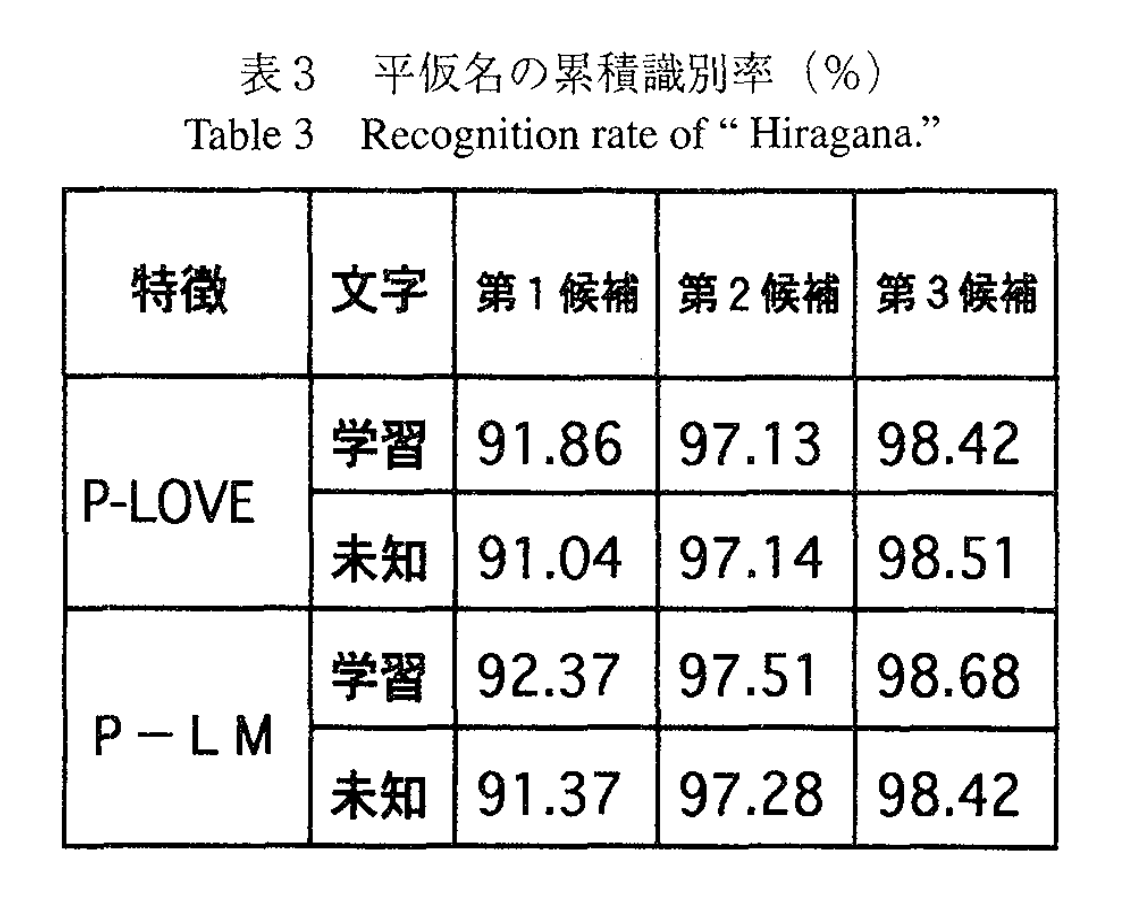 表3 平仮名の累積識別率（%）
Table 3 Recognition rate of “ Hiragana.”
特徴 文字 第1候補 第2候補 第3候補
P-LOVE 学習 91.86 97.13 98.42
未知 91.04 97.14 98.51
P－LM 学習 92.37 97.51 98.68
未知 91.37 97.28 98.42